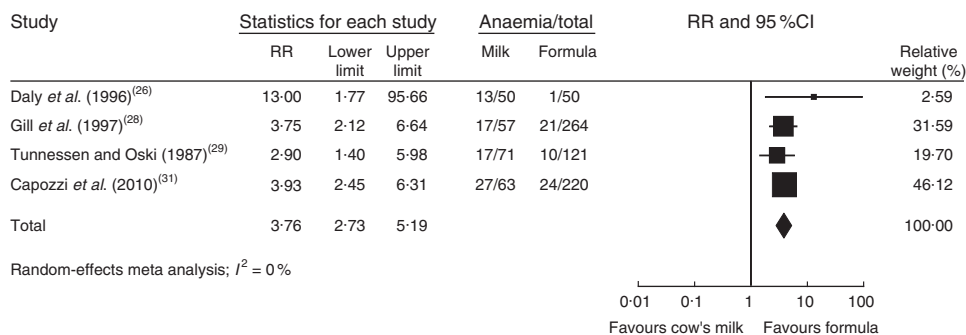 Study Statistics for each study Anaemia/total RR and 95 %CI
RR Lower limit Upper limit Milk Formula Relative weight (%)
Daly et al. (1996)(26) 13·00 1·77 95·66 13/50 1/50 2·59
Gill et al. (1997)(28) 3·75 2·12 6·64 17/57 21/264 31·59
Tunnessen and Oski (1987)(29) 2·90 1·40 5·98 17/71 10/121 19·70
Capozzi et al. (2010)(31) 3·93 2·45 6·31 27/63 24/220 46·12
Total 3·76 2·73 5·19 100·00
Random-effects meta analysis; I2 = 0 %
0·01 0·1 1 10 100
Favours cow's milk Favours formula